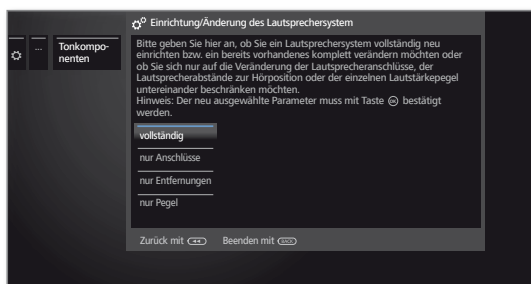 Einrichtung/Änderung des Lautsprechersystem
... Tonkompo-
nenten
Bitte geben Sie hier an, ob Sie ein Lautsprechersystem vollständig neu
einrichten bzw. ein bereits vorhandenes komplett verändern möchten oder
ob Sie sich nur auf die Veränderung der Lautsprecheranschlüsse, der
Lautsprecherabstände zur Hörposition oder der einzelnen Lautstärkepegel
untereinander beschränken möchten.
Hinweis: Der neu ausgewählte Parameter muss mit Taste OK bestätigt
werden.
vollständig
nur Anschlüsse
nur Entfernungen
nur Pegel
Zurück mit Beenden mit BACK